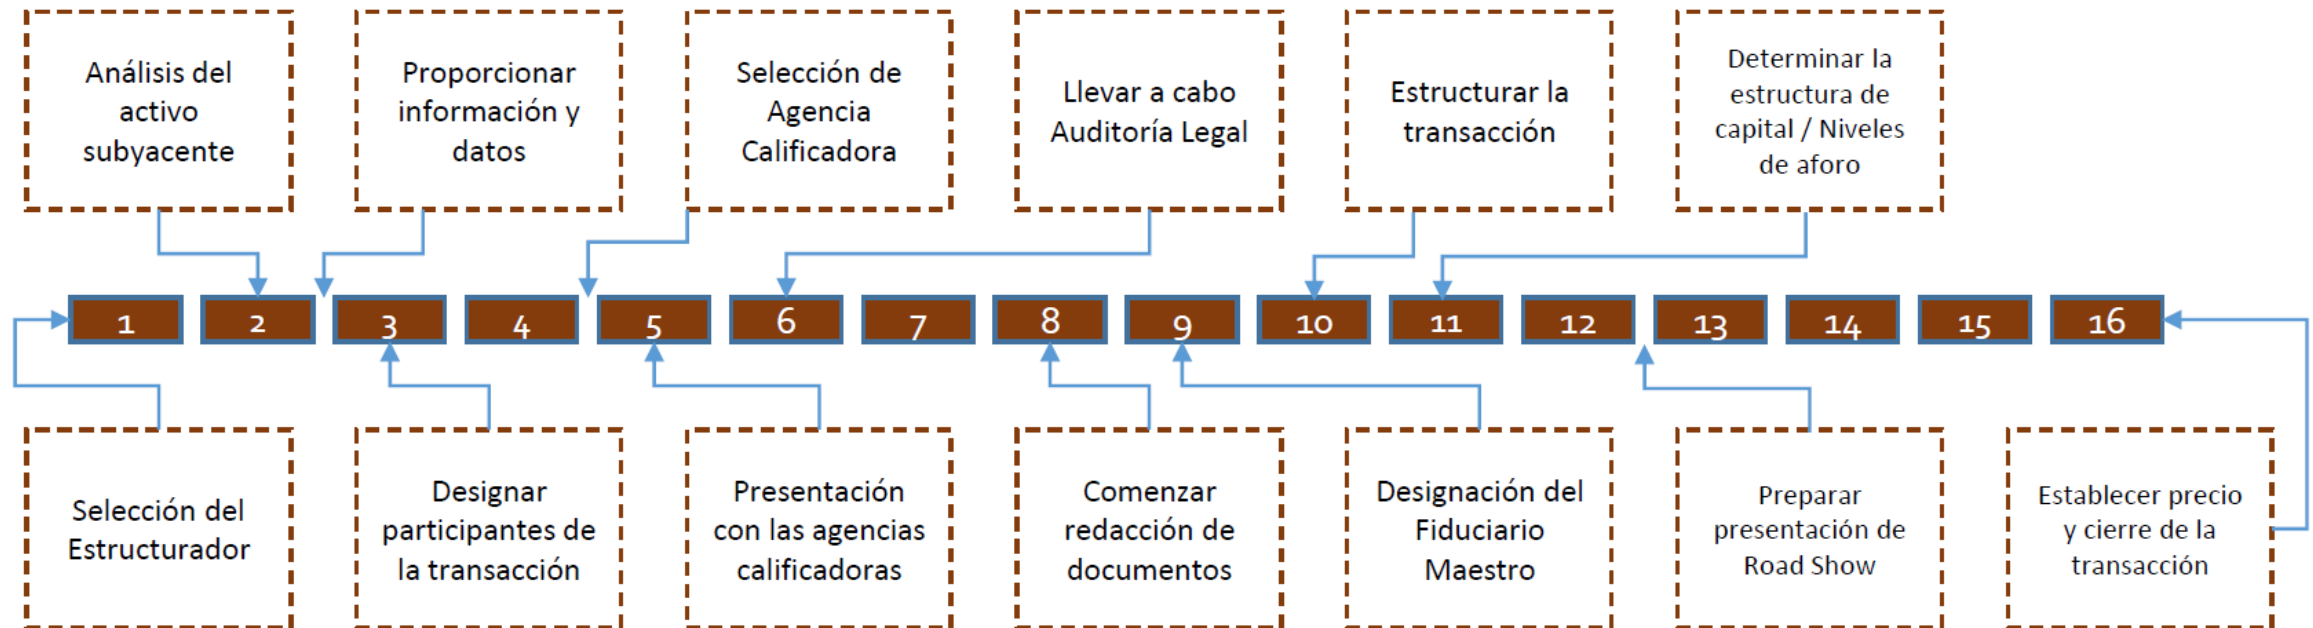 Análisis del
activo
subyacente
Proporcionar
información y
datos
Selección de
Agencia
Calificadora
Llevar a cabo
Auditoría Legal
Estructurar la
transacción
Determinar la
estructura de
capital / Niveles
de aforo
1 2 3 4 5 6 7 8 9 10 11 12 13 14 15 16
Selección del
Estructurador
Designar
participantes de
la transacción
Presentación
con las agencias
calificadoras
Comenzar
redacción de
documentos
Designación del
Fiduciario
Maestro
Preparar
presentación de
Road Show
Establecer precio
y cierre de la
transacción